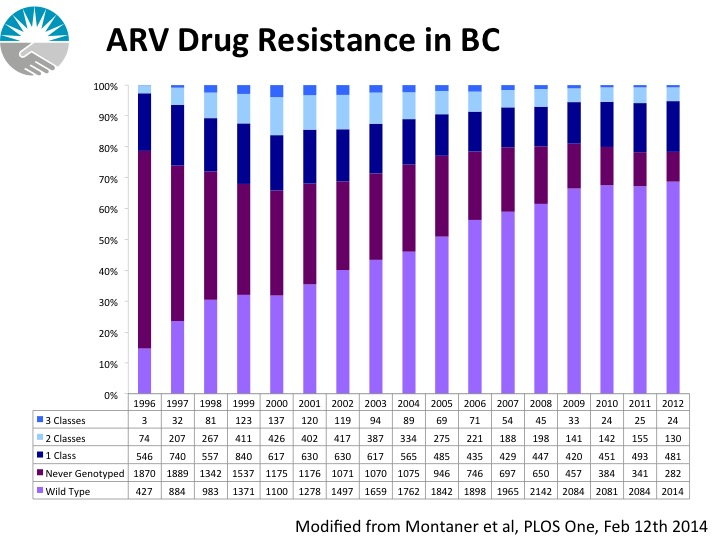 ARV Drug Resistance in BC
100%
90%
80%
70%
60%
50%
40%
30%
20%
10%
0%
1996 1997 1998 1999 2000 2001 2002 2003 2004 2005 2006 2007 2008 2009 2010 2011 2012
3 Classes 3 32 81 123 137 120 119 94 89 69 71 54 45 33 24 25 24
2 Classes 74 207 267 411 426 402 417 387 334 275 221 188 198 141 142 155 130
1 Class 546 740 557 840 617 630 630 617 565 485 435 429 447 420 451 493 481
Never Genotyped 1870 1889 1342 1537 1175 1176 1071 1070 1075 946 746 697 650 457 384 341 282
Wild Type 427 884 983 1371 1100 1278 1497 1659 1762 1842 1898 1965 2142 2084 2081 2084 2014
Modified from Montaner et al, PLOS One, Feb 12th 2014